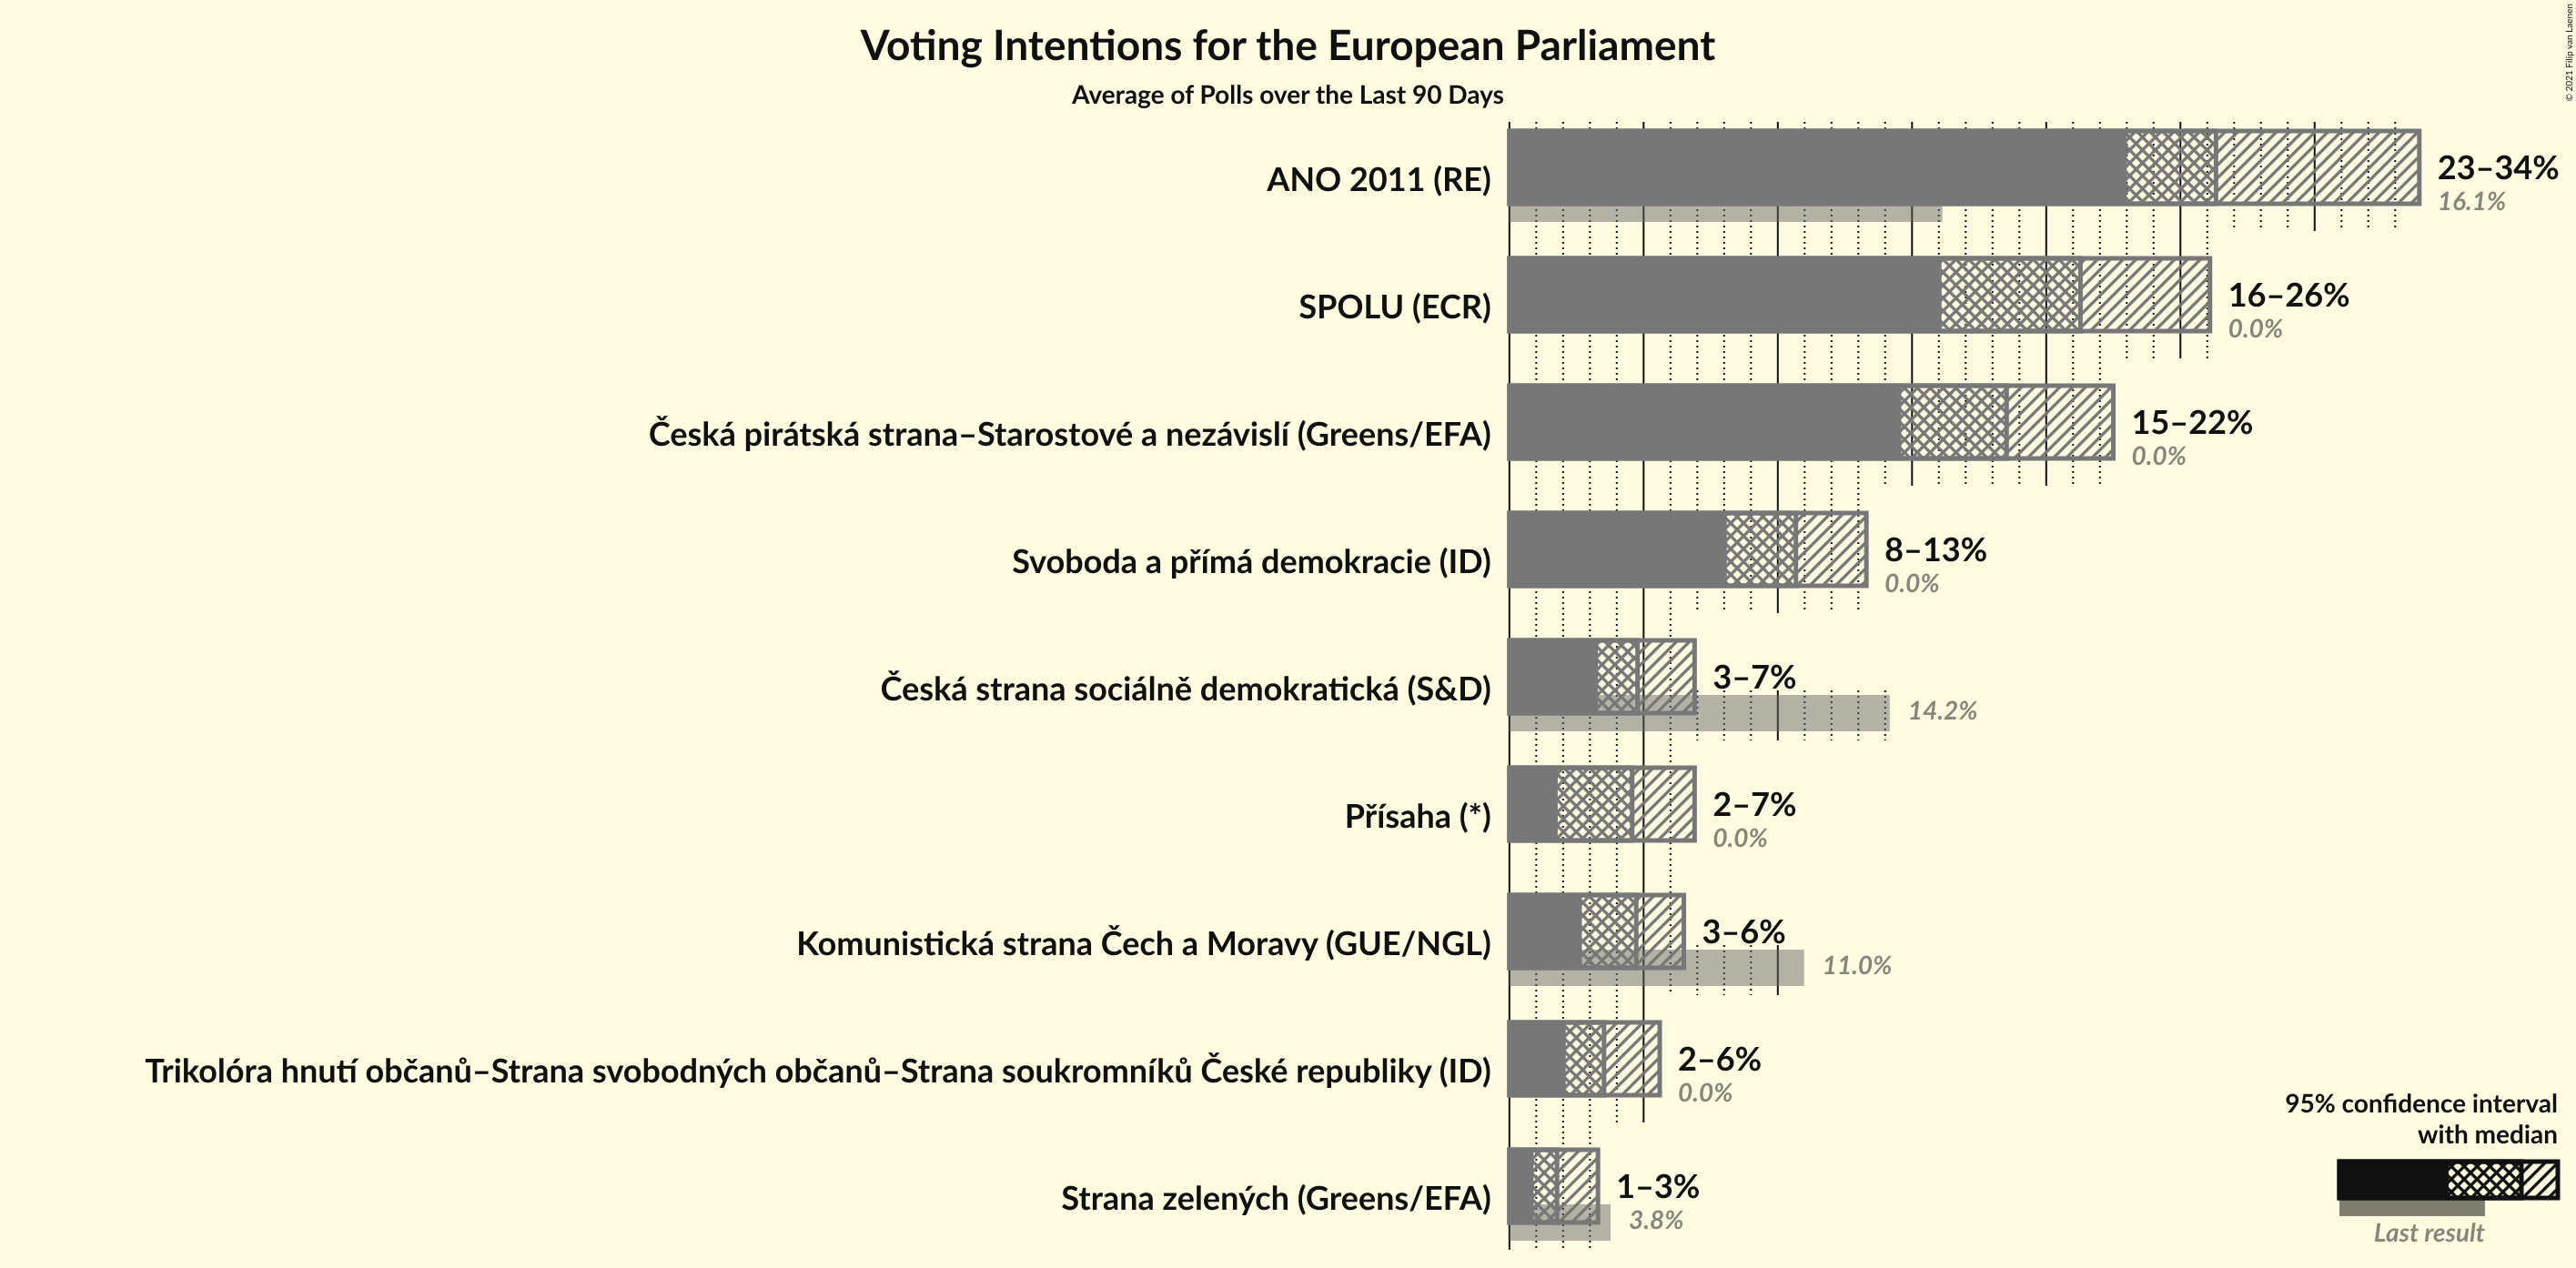 Voting Intentions for the European Parliament
Average of Polls over the Last 90 Days
© 2021 Filip van Laenen
ANO 2011 (RE)
23–34%
16.1%
SPOLU (ECR)
16–26%
0.0%
Česká pirátská strana–Starostové a nezávislí (Greens/EFA)
15–22%
0.0%
Svoboda a přímá demokracie (ID)
8–13%
0.0%
Česká strana sociálně demokratická (S&D)
3–7%
14.2%
Přísaha (*)
2–7%
0.0%
Komunistická strana Čech a Moravy (GUE/NGL)
3–6%
11.0%
Trikolóra hnutí občanů–Strana svobodných občanů–Strana soukromníků České republiky (ID)
2–6%
0.0%
Strana zelených (Greens/EFA)
1–3%
3.8%
95% confidence interval
with median
Last result